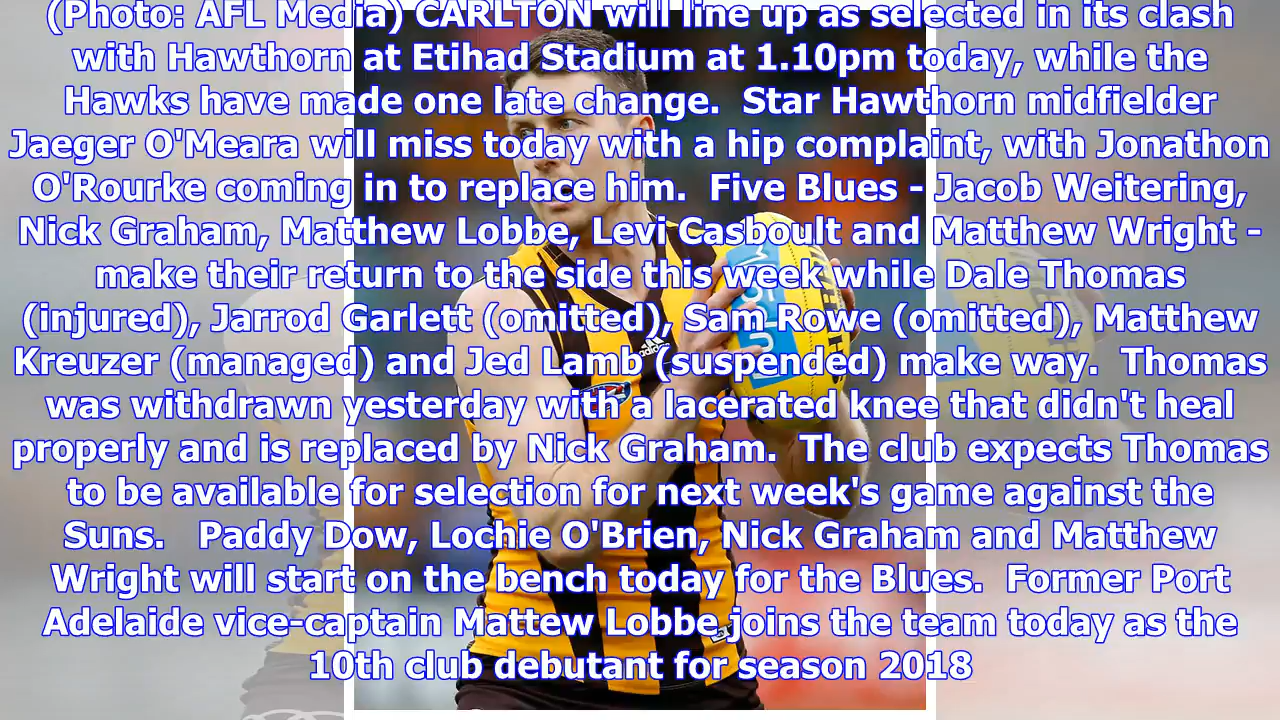 (Photo: AFL Media) CARLTON will line up as selected in its clash
with Hawthorn at Etihad Stadium at 1.10pm today, while the
Hawks have made one late change.  Star Hawthorn midfielder
Jaeger O'Meara will miss today with a hip complaint, with Jonathon
O'Rourke coming in to replace him.  Five Blues - Jacob Weitering,
Nick Graham, Matthew Lobbe, Levi Casboult and Matthew Wright -
make their return to the side this week while Dale Thomas
(injured), Jarrod Garlett (omitted), Sam Rowe (omitted), Matthew
Kreuzer (managed) and Jed Lamb (suspended) make way.  Thomas
was withdrawn yesterday with a lacerated knee that didn't heal
properly and is replaced by Nick Graham.  The club expects Thomas
to be available for selection for next week's game against the
Suns.   Paddy Dow, Lochie O'Brien, Nick Graham and Matthew
Wright will start on the bench today for the Blues.  Former Port
Adelaide vice-captain Mattew Lobbe joins the team today as the
10th club debutant for season 2018
adidas